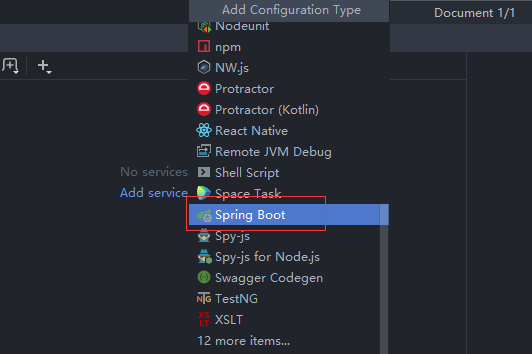 Add Configuration Type
Document 1/1
Nodeunit
npm
NW.js
Protractor
Protractor (Kotlin)
React Native
Remote JVM Debug
No services
Shell Script
Add service
Space Task
Spring Boot
Spy-js
Spy-js for Node.js
Swagger Codegen
TestNG
XSLT
12 more items...